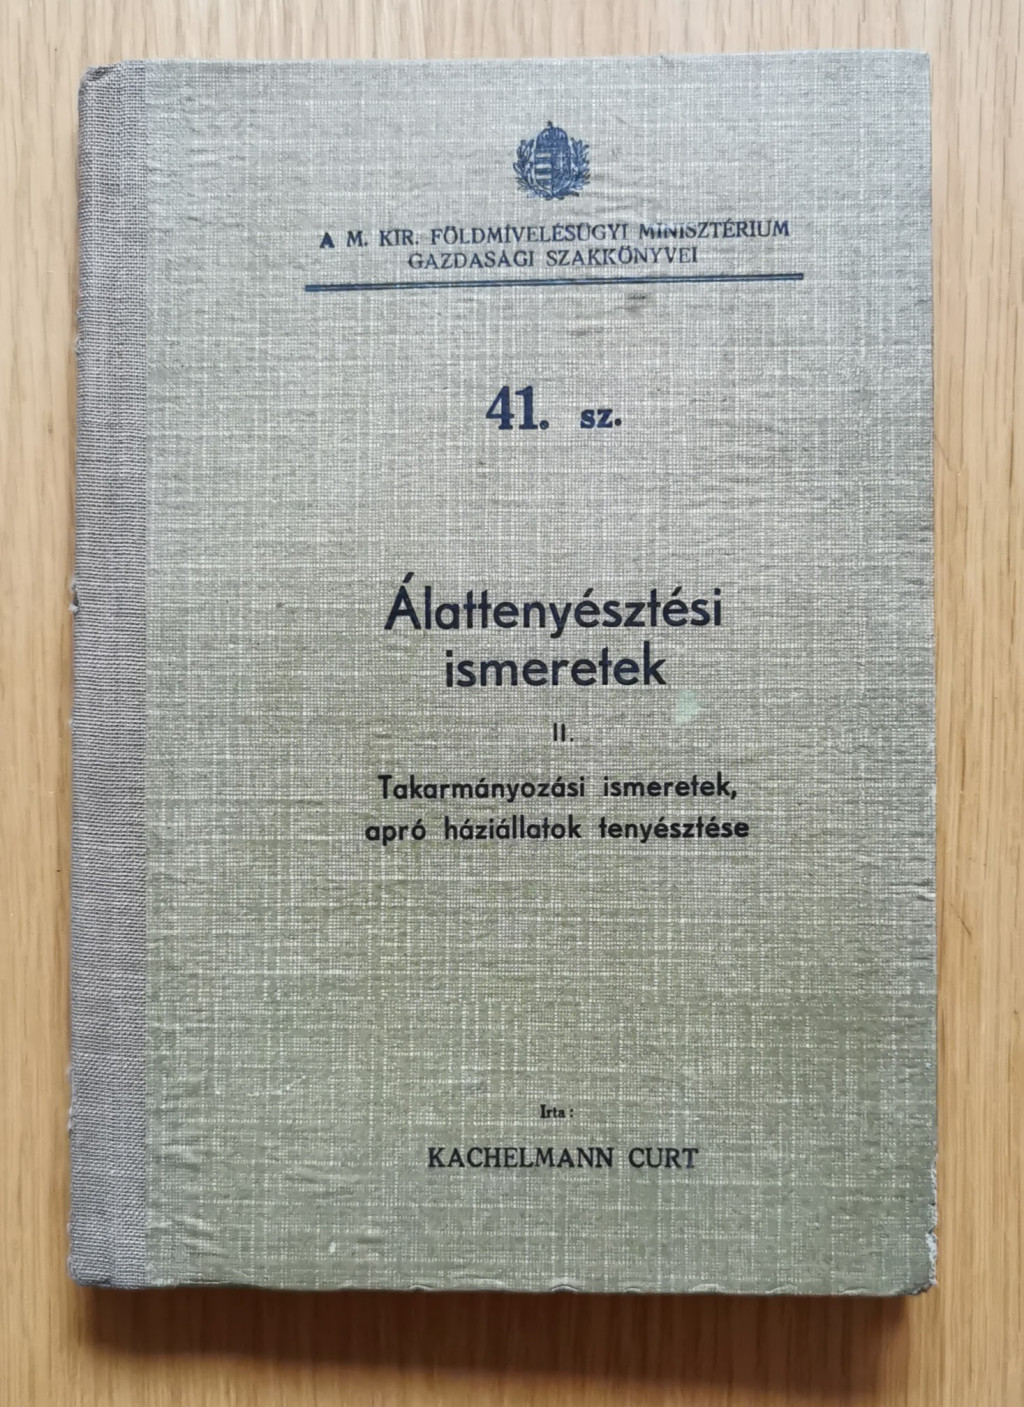 A M. KIR. FÖLDMÍVELÉSÜGYI MINISZTÉRIUM
GAZDASÁGI SZAKKÖNYVEI
41. sz.
Álattenyésztési
ismeretek
II.
Takarmányozási ismeretek,
apró háziállatok tenyésztése
Irta :
KACHELMANN CURT